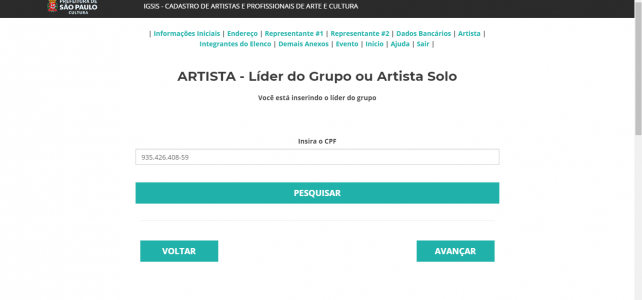 PREFEITURA DE
SÃO PAULO
CULTURA
IGSIS - CADASTRO DE ARTISTAS E PROFISSIONAIS DE ARTE E CULTURA
| Informações Iniciais | Endereço | Representante #1 | Representante #2 | Dados Bancários | Artista |
Integrantes do Elenco | Demais Anexos | Evento | Início | Ajuda | Sair |
ARTISTA - Líder do Grupo ou Artista Solo
Você está inserindo o líder do grupo
Insira o CPF
935.426.408-59
PESQUISAR
VOLTAR
AVANÇAR